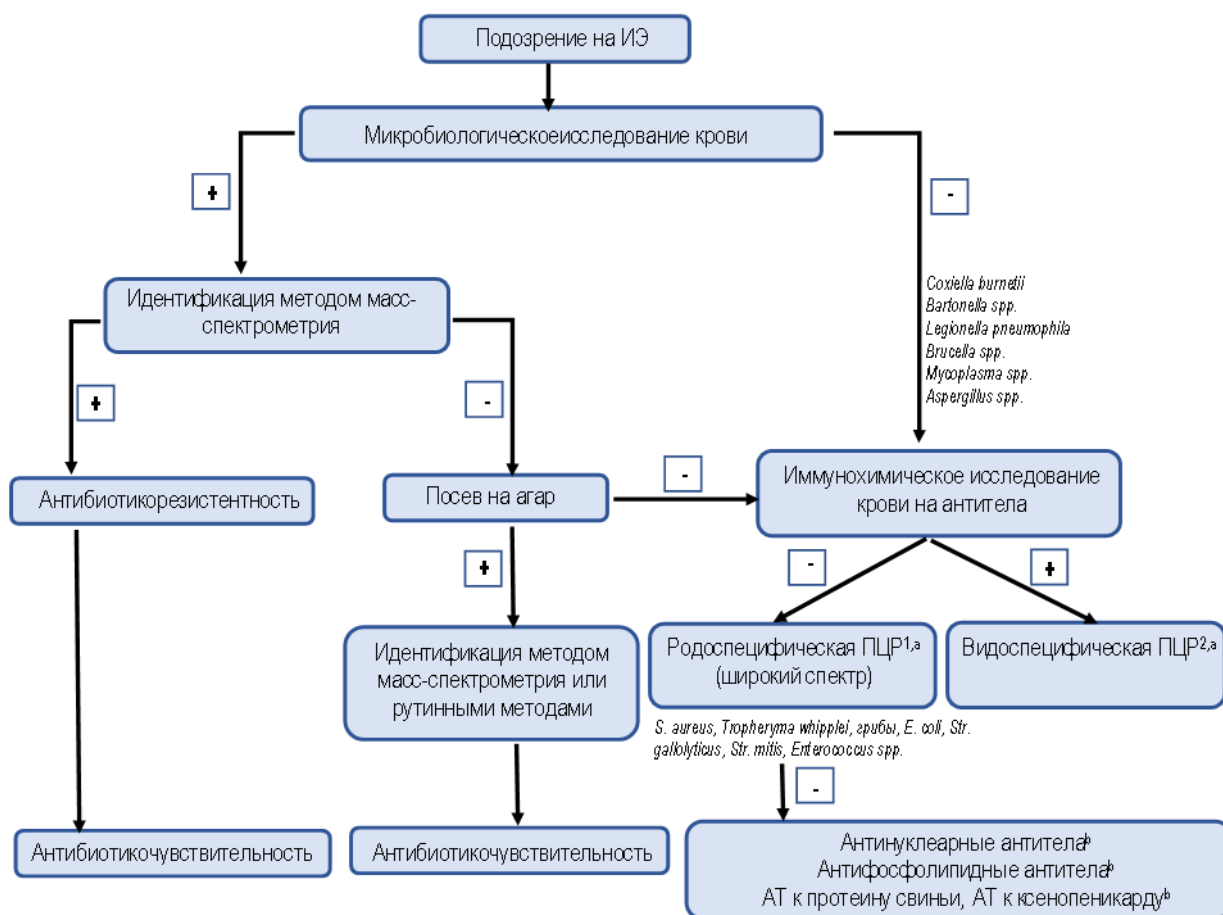 Подозрение на ИЭ
Микробиологическоеисследование крови
+
-
Идентификация методом масс-
спектрометрия
Coxiella burnetii
Bartonella spp.
Legionella pneumophila
Brucella spp.
Mycoplasma spp.
Aspergillus spp.
+
-
Антибиотикорезистентность
Посев на агар
-
Иммунохимическое исследование
крови на антитела
+
-
+
Идентификация методом
масс-спектрометрия или
рутинными методами
Родоспецифическая ПЦР1,a
(широкий спектр)
Видоспецифическая ПЦР2,a
S. aureus, Tropheryma whipplei, грибы, E. coli, Str.
gallolyticus, Str. mitis, Enterococcus spp.
-
Антибиотикочувствительность
Антибиотикочувствительность
Антинуклеарные антителаb
Антифосфолипидные антителаb
АТ к протеину свиньи, АТ к ксенопеникардуb